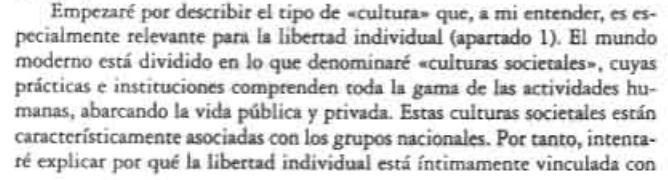 Empezaré por describir el tipo de «cultura» que, a mi entender, es es-
pecialmente relevante para la libertad individual (apartado 1). El mundo
moderno está dividido en lo que denominaré «culturas societales», cuyas
prácticas e instituciones comprenden toda la gama de las actividades hu-
manas, abarcando la vida pública y privada. Estas culturas societales están
característicamente asociadas con los grupos nacionales. Por tanto, intenta-
ré explicar por qué la libertad individual está íntimamente vinculada con